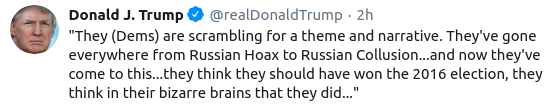 Donald J. Trump @realDonaldTrump · 2h
"They (Dems) are scrambling for a theme and narrative. They've gone
everywhere from Russian Hoax to Russian Collusion...and now they've
come to this...they think they should have won the 2016 election, they
think in their bizarre brains that they did..."